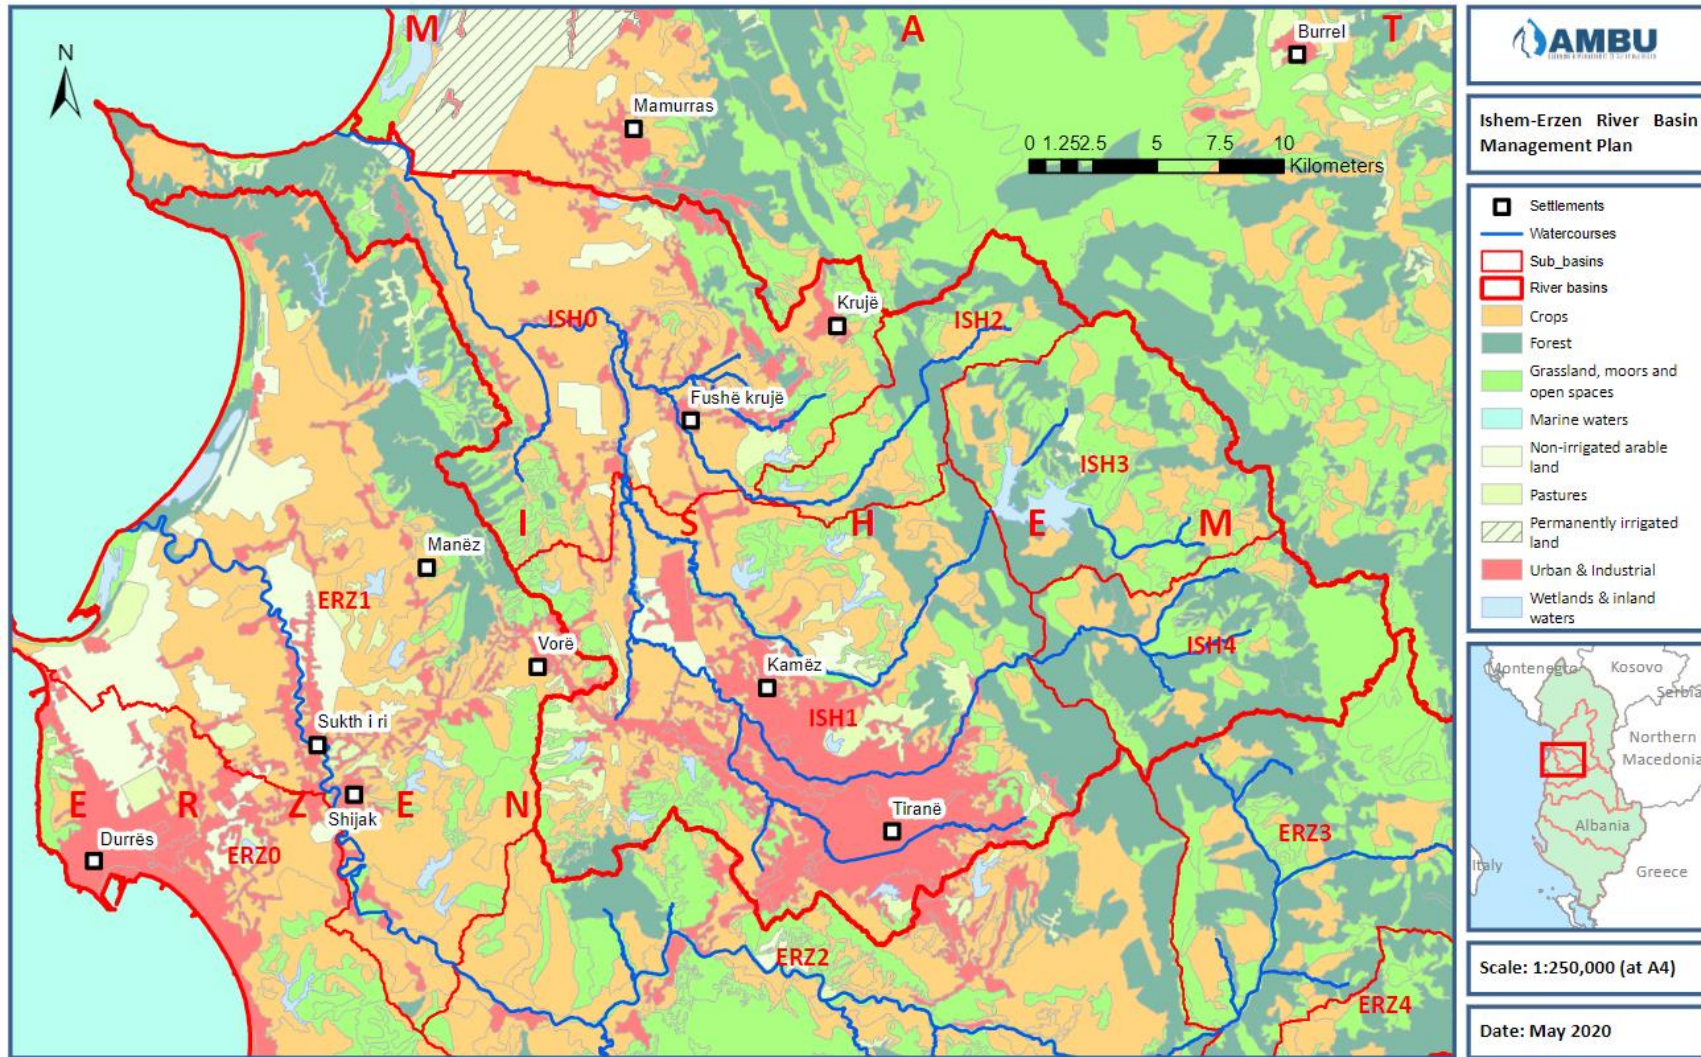 M A T
Burrel
N
Mamurras
0 1.252.5 5 7.5 10
Kilometers
Krujë
ISH0
ISH2
Fushë krujë
ISH3
I S H E M
Manëz
ERZ1
Vorë
Kamëz
ISH4
ISH1
Sukth i ri
E R Z E N
Shijak
Tiranë
Durrës
ERZ0
ERZ3
ERZ2
ERZ4
AMBU
Ishem-Erzen River Basin
Management Plan
Settlements
Watercourses
Sub_basins
River basins
Crops
Forest
Grassland, moors and
open spaces
Marine waters
Non-irrigated arable
land
Pastures
Permanently irrigated
land
Urban & Industrial
Wetlands & inland
waters
Montenegro
Kosovo
Serbia
Northern
Macedonia
Albania
Italy
Greece
Scale: 1:250,000 (at A4)
Date: May 2020